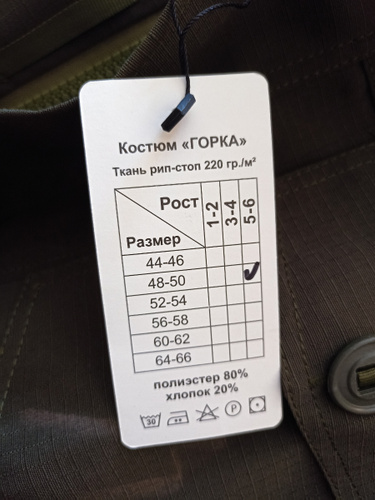 Костюм «ГОРКА»
Ткань рип-стоп 220 гр./м²
Рост
1-2
3-4
5-6
Размер
44-46
48-50
52-54
56-58
60-62
64-66
полиэстер 80%
хлопок 20%
30
P